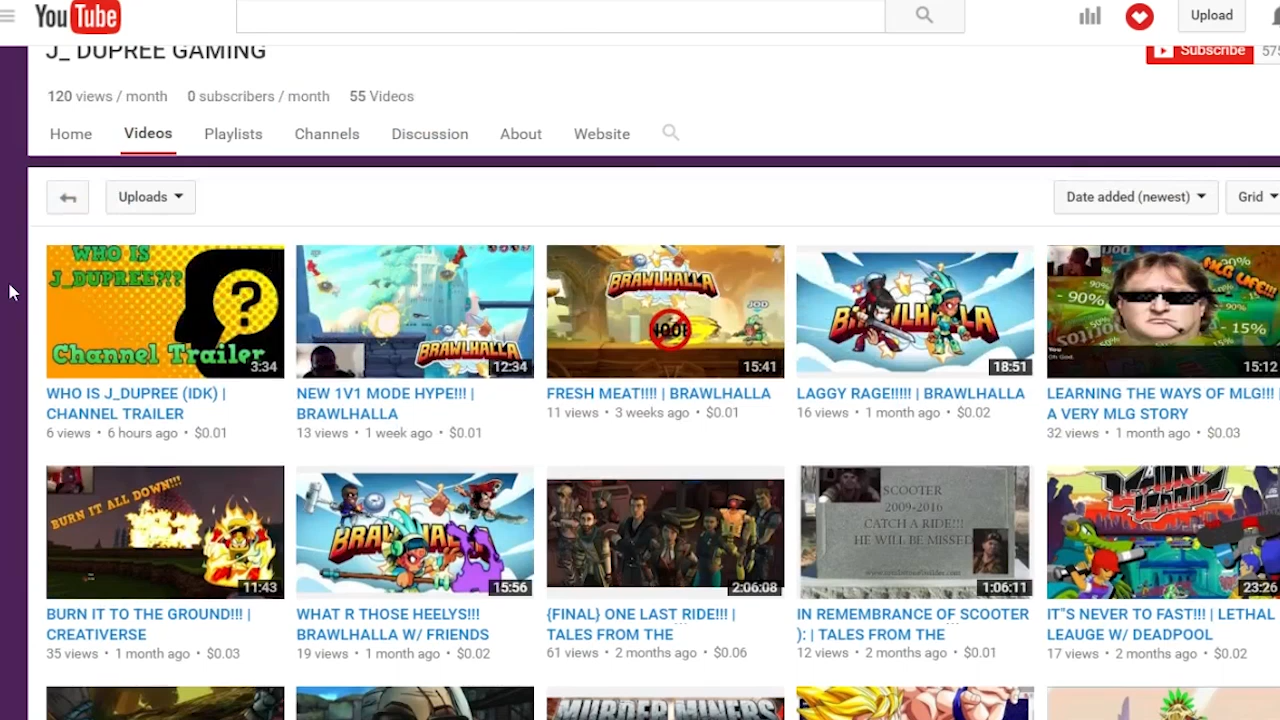 YouTube
Upload
J_ DUPREE GAMING
Subscribe 575
120 views / month 0 subscribers / month 55 Videos
Home Videos Playlists Channels Discussion About Website
Uploads
Date added (newest) Grid
WHO IS
J_DUPREE???
Channel Trailer
3:34
BRAWLHALLA
12:34
BRAWLHALLA
JOD
15:41
BRAWLHALLA
18:51
MLG LIFE!!!
-90%
-90%
-15%
15:12
WHO IS J_DUPREE (IDK) |
CHANNEL TRAILER
6 views • 6 hours ago • $0.01
NEW 1V1 MODE HYPE!!! |
BRAWLHALLA
13 views • 1 week ago • $0.01
FRESH MEAT!!!! | BRAWLHALLA
11 views • 3 weeks ago • $0.01
LAGGY RAGE!!!!! | BRAWLHALLA
16 views • 1 month ago • $0.02
LEARNING THE WAYS OF MLG!!! |
A VERY MLG STORY
32 views • 1 month ago • $0.03
BURN IT ALL DOWN!!!
11:43
BRAWLHALLA
15:56
2:06:08
SCOOTER
2009-2016
CATCH A RIDE!!!
HE WILL BE MISSED
1:06:11
LETHAL LEAGUE
23:26
BURN IT TO THE GROUND!!! |
CREATIVERSE
35 views • 1 month ago • $0.03
WHAT R THOSE HEELYS!!!
BRAWLHALLA W/ FRIENDS
19 views • 1 month ago • $0.02
{FINAL} ONE LAST RIDE!!! |
TALES FROM THE
61 views • 2 months ago • $0.06
IN REMEMBRANCE OF SCOOTER
): | TALES FROM THE
12 views • 2 months ago • $0.01
IT"S NEVER TO FAST!!! | LETHAL
LEAUGE W/ DEADPOOL
17 views • 2 months ago • $0.02
MURDER MINERS